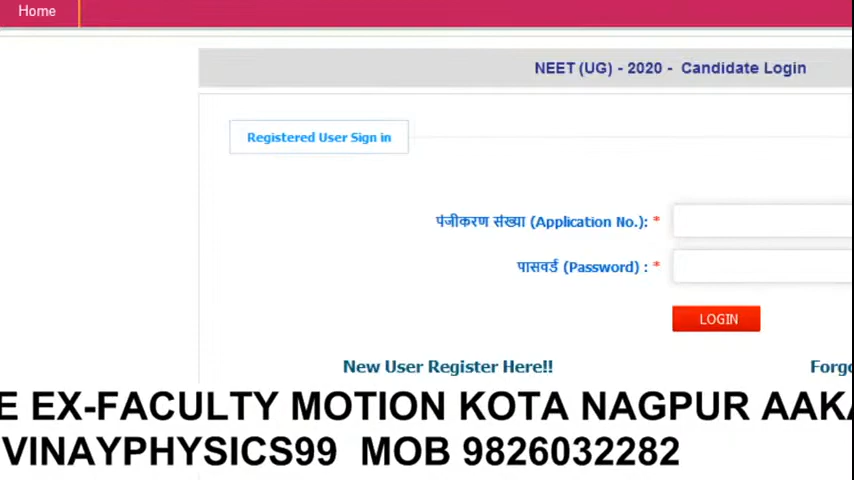 Home
NEET (UG) - 2020 - Candidate Login
Registered User Sign in
पंजीकरण संख्या (Application No.): *
पासवर्ड (Password) : *
LOGIN
New User Register Here!! Forgo
E EX-FACULTY MOTION KOTA NAGPUR AAKA
VINAYPHYSICS99 MOB 9826032282